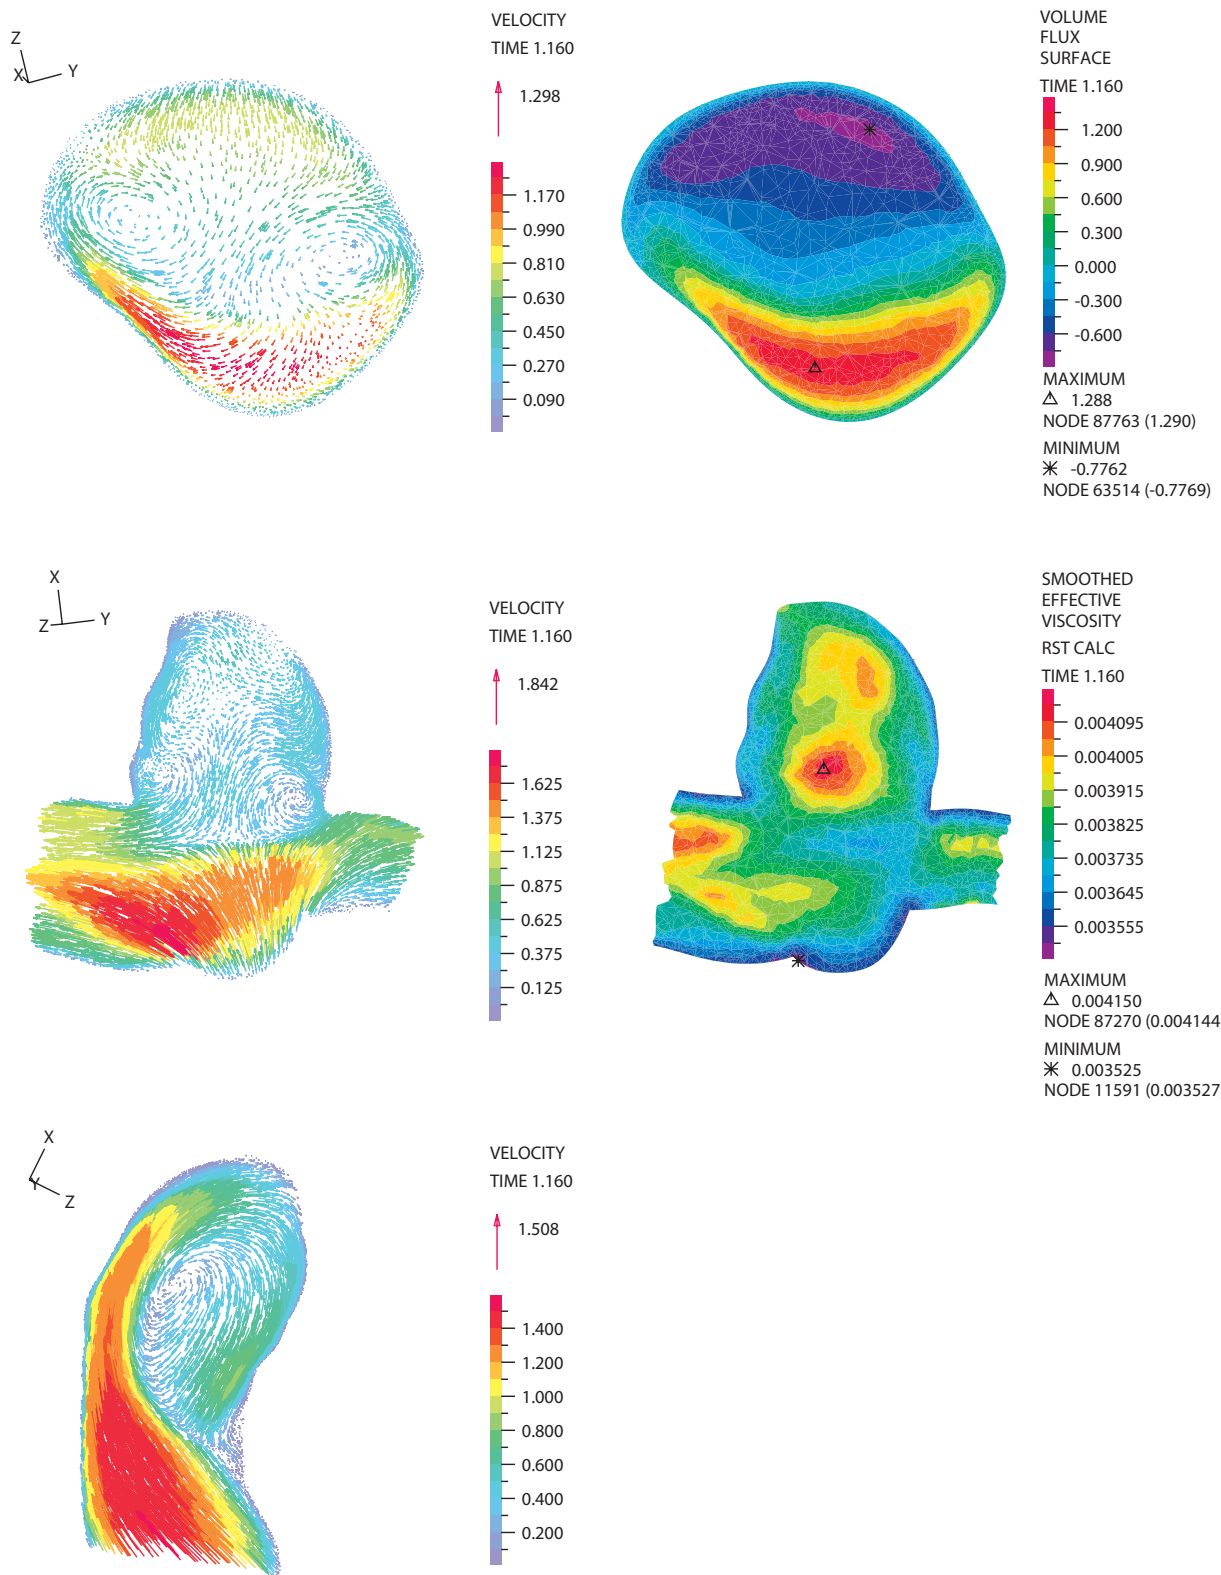 Z
X
Y
VELOCITY
TIME 1.160
1.298
1.170
0.990
0.810
0.630
0.450
0.270
0.090
VOLUME
FLUX
SURFACE
TIME 1.160
1.200
0.900
0.600
0.300
0.000
-0.300
-0.600
MAXIMUM
1.288
NODE 87763 (1.290)
MINIMUM
-0.7762
NODE 63514 (-0.7769)
X
Y
Z
VELOCITY
TIME 1.160
1.842
1.625
1.375
1.125
0.875
0.625
0.375
0.125
SMOOTHED
EFFECTIVE
VISCOSITY
RST CALC
TIME 1.160
0.004095
0.004005
0.003915
0.003825
0.003735
0.003645
0.003555
MAXIMUM
0.004150
NODE 87270 (0.004144
MINIMUM
0.003525
NODE 11591 (0.003527
X
Y
Z
VELOCITY
TIME 1.160
1.508
1.400
1.200
1.000
0.800
0.600
0.400
0.200